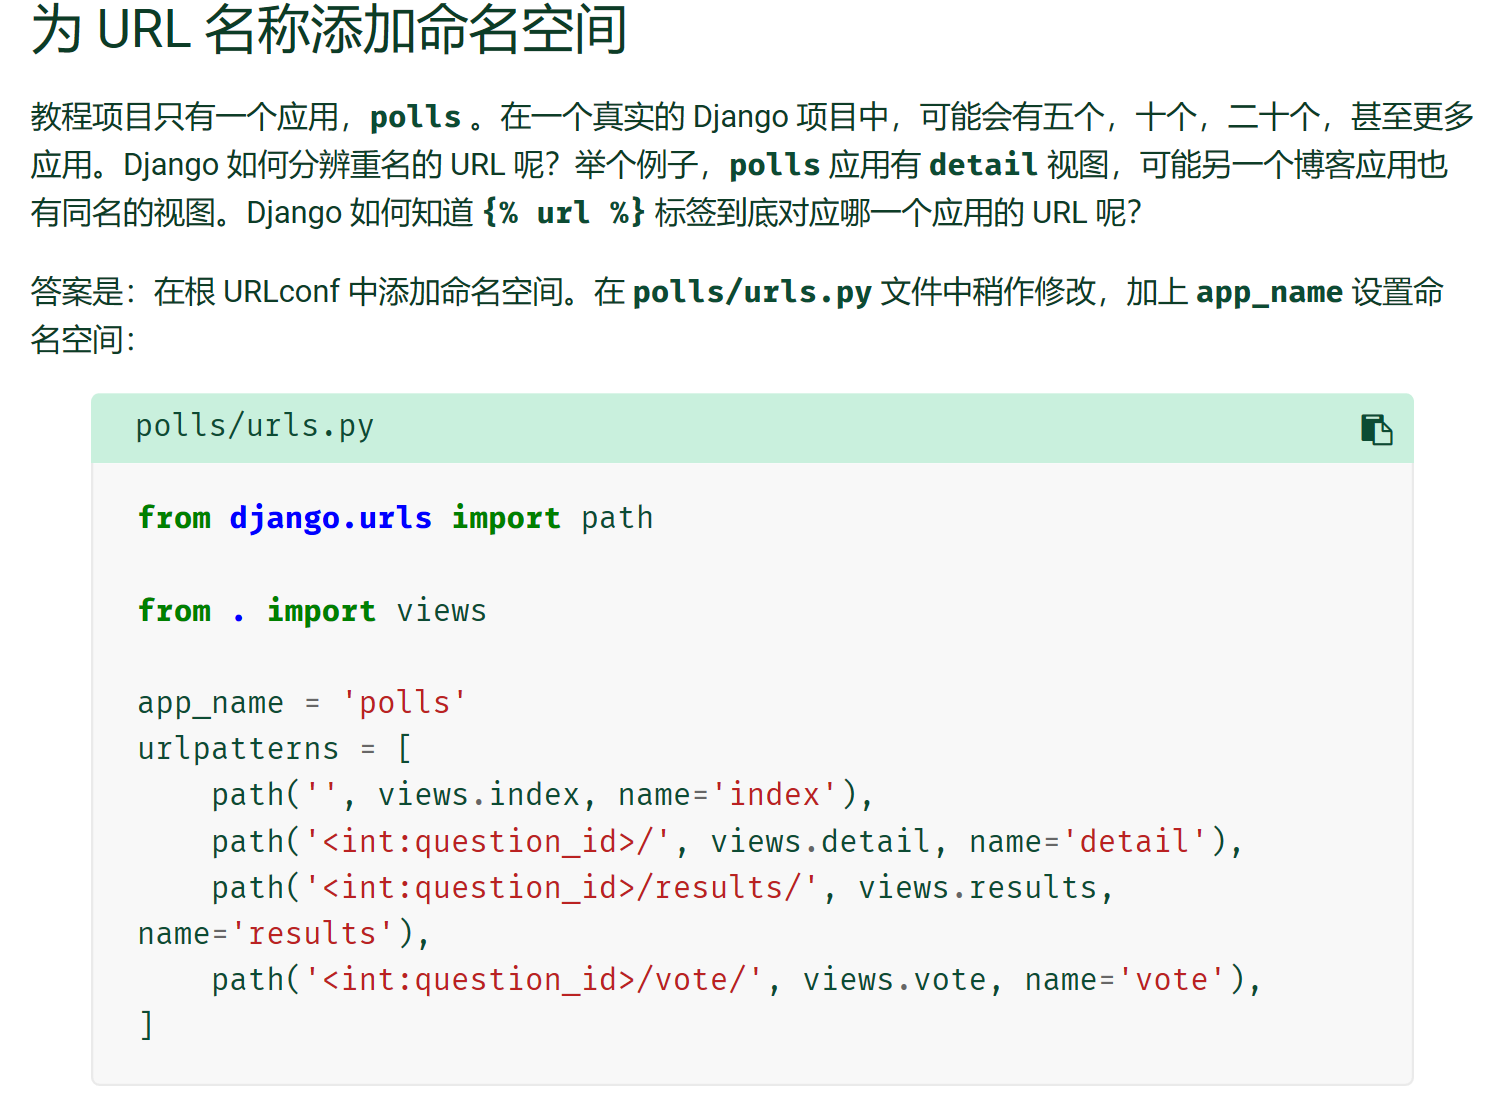 为 URL 名称添加命名空间
教程项目只有一个应用，polls 。在一个真实的 Django 项目中，可能会有五个，十个，二十个，甚至更多
应用。Django 如何分辨重名的 URL 呢？举个例子，polls 应用有 detail 视图，可能另一个博客应用也
有同名的视图。Django 如何知道 {% url %} 标签到底对应哪一个应用的 URL 呢？
答案是：在根 URLconf 中添加命名空间。在 polls/urls.py 文件中稍作修改，加上 app_name 设置命
名空间：
polls/urls.py
from django.urls import path
from . import views
app_name = 'polls'
urlpatterns = [
    path('', views.index, name='index'),
    path('<int:question_id>/', views.detail, name='detail'),
    path('<int:question_id>/results/', views.results,
name='results'),
    path('<int:question_id>/vote/', views.vote, name='vote'),
]